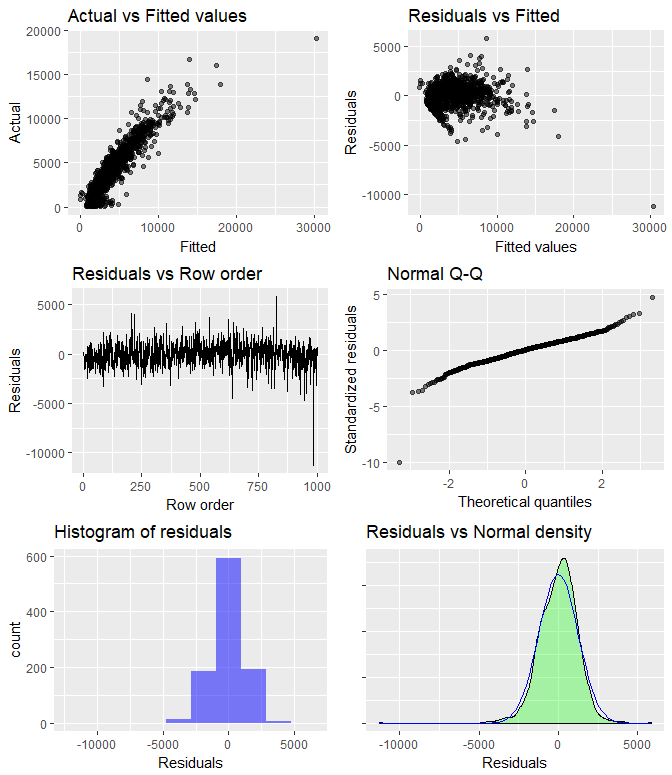 Actual vs Fitted values
Residuals vs Fitted
20000
15000
10000
5000
0
Actual
0
10000
20000
30000
Fitted
5000
0
-5000
-10000
Residuals
0
10000
20000
30000
Fitted values
Residuals vs Row order
Normal Q-Q
5000
0
-5000
-10000
Residuals
0
250
500
750
1000
Row order
5
0
-5
-10
Standardized residuals
-2
0
2
Theoretical quantiles
Histogram of residuals
Residuals vs Normal density
600
400
200
0
count
-10000
-5000
0
5000
Residuals
-10000
-5000
0
5000
Residuals